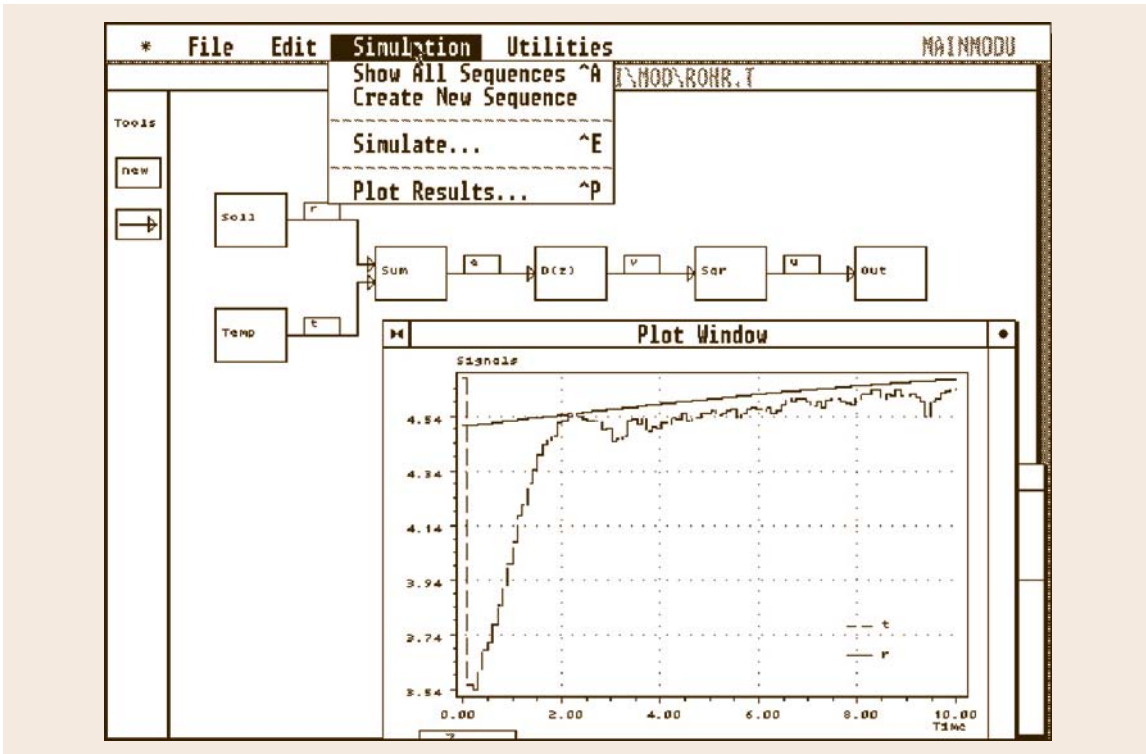 * File Edit Simulation Utilities MAINMODU
Show All Sequences ^A
I\MOD\ROHR.T
Create New Sequence
Simulate... ^E
Plot Results... ^P
Tools
new
Soll r
Sum e D(z) v Sqr u Out
Temp t
Plot Window
Signals
4.54
4.34
4.14
3.94
3.74
3.54
t
r
0.00 2.00 4.00 6.00 8.00 10.00
Time